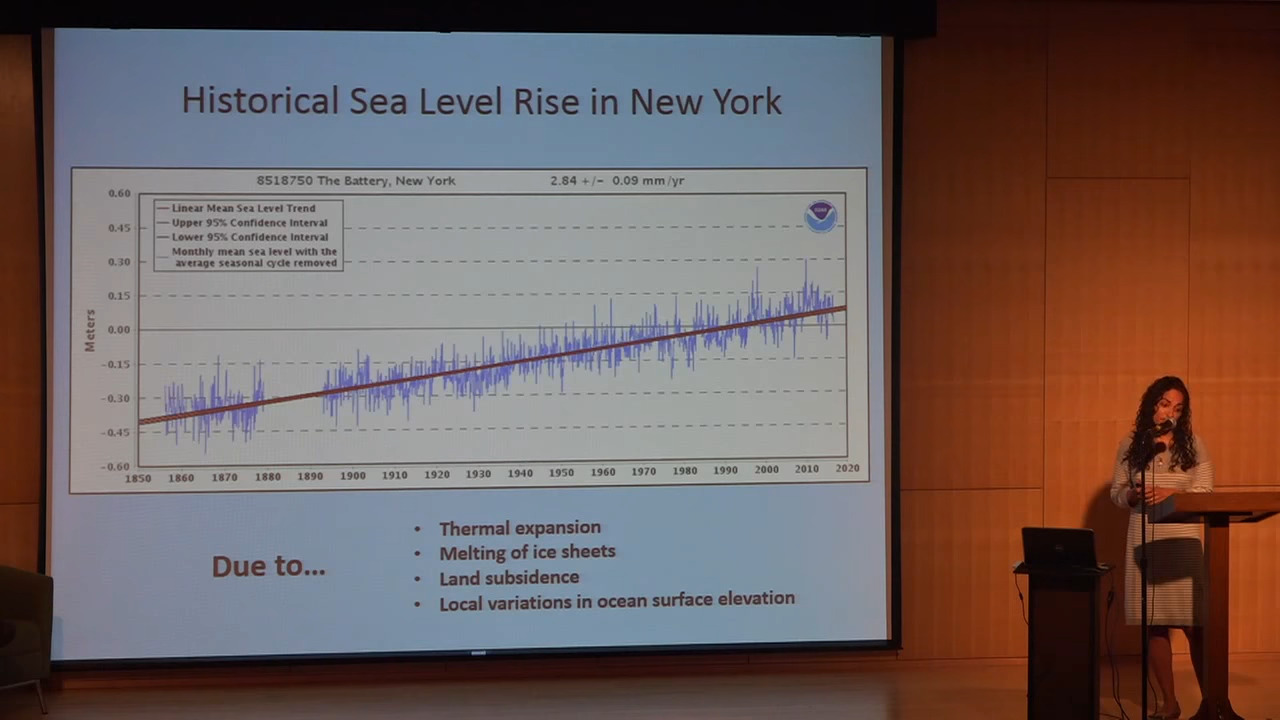 Historical Sea Level Rise in New York
8518750 The Battery, New York 2.84 +/- 0.09 mm/yr
Linear Mean Sea Level Trend
Upper 95% Confidence Interval
Lower 95% Confidence Interval
Monthly mean sea level with the
average seasonal cycle removed
Meters
0.60
0.45
0.30
0.15
0.00
-0.15
-0.30
-0.45
-0.60
1850 1860 1870 1880 1890 1900 1910 1920 1930 1940 1950 1960 1970 1980 1990 2000 2010 2020
Due to...
• Thermal expansion
• Melting of ice sheets
• Land subsidence
• Local variations in ocean surface elevation